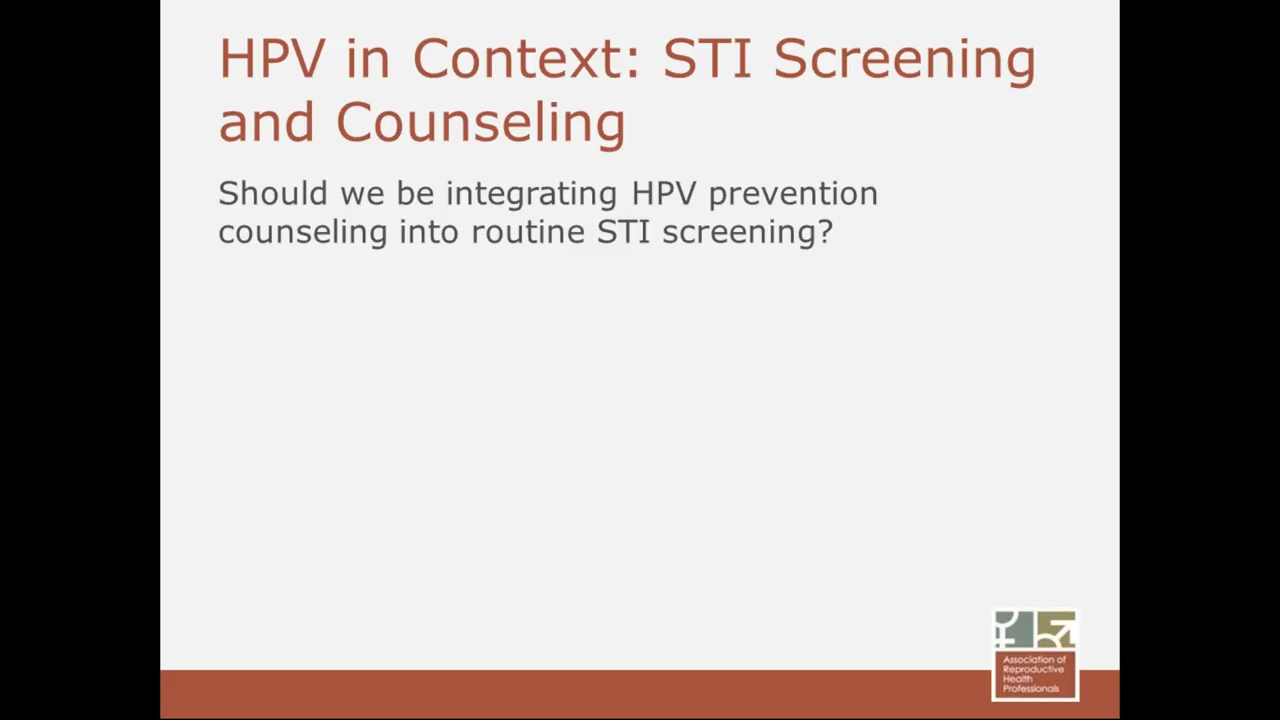 HPV in Context: STI Screening
and Counseling
Should we be integrating HPV prevention
counseling into routine STI screening?
Association of
Reproductive
Health
Professionals